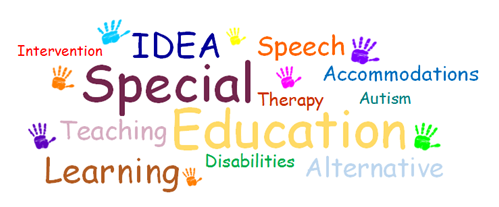 IDEA Speech
Intervention
Special Accommodations
Therapy Autism
Teaching Education
Disabilities
Learning Alternative